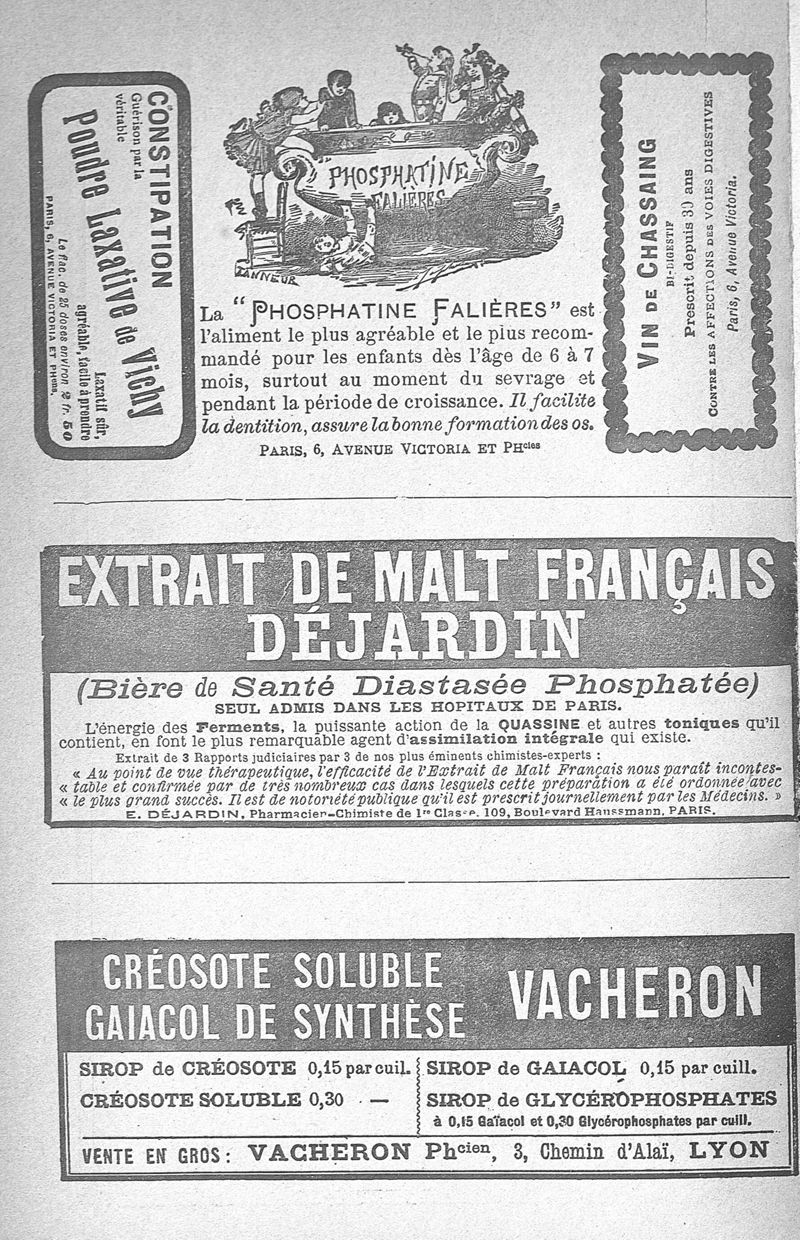 CONSTIPATION
Guérison par la
véritable
Poudre Laxative de Vichy
Laxatif sûr,
agréable, facile à prendre
Le flac. de 25 doses environ 2 fr. 50
PARIS, 6, AVENUE VICTORIA ET PHcies.
PHOSPHATINE
FALIÈRES
La “PHOSPHATINE FALIÈRES” est
l'aliment le plus agréable et le plus recom-
mandé pour les enfants dès l'âge de 6 à 7
mois, surtout au moment du sevrage et
pendant la période de croissance. Il facilite
la dentition, assure la bonne formation des os.
PARIS, 6, AVENUE VICTORIA ET PHcies
VIN DE CHASSAING
BI-DIGESTIF
Prescrit depuis 30 ans
CONTRE LES AFFECTIONS DES VOIES DIGESTIVES
Paris, 6, Avenue Victoria.
EXTRAIT DE MALT FRANÇAIS
DÉJARDIN
(Bière de Santé Diastasée Phosphatée)
SEUL ADMIS DANS LES HOPITAUX DE PARIS.
L'énergie des Ferments, la puissante action de la QUASSINE et autres toniques qu'il
contient, en font le plus remarquable agent d'assimilation intégrale qui existe.
Extrait de 3 Rapports judiciaires par 3 de nos plus éminents chimistes-experts :
« Au point de vue thérapeutique, l'efficacité de l'Extrait de Malt Français nous paraît incontes-
« table et confirmée par de très nombreux cas dans lesquels cette préparation a été ordonnée avec
« le plus grand succès. Il est de notoriété publique qu'il est prescrit journellement par les Médecins. »
E. DÉJARDIN, Pharmacien-Chimiste de 1re Classe. 109, Boulevard Haussmann, PARIS.
CRÉOSOTE SOLUBLE
GAIACOL DE SYNTHÈSE
VACHERON
SIROP de CRÉOSOTE 0,15 par cuil.
CRÉOSOTE SOLUBLE 0,30 —
SIROP de GAIACOL 0,15 par cuill.
SIROP de GLYCÉROPHOSPHATES
à 0,15 Gaïacol et 0,30 Glycérophosphates par cuill.
VENTE EN GROS : VACHERON Phcien, 3, Chemin d'Alaï, LYON